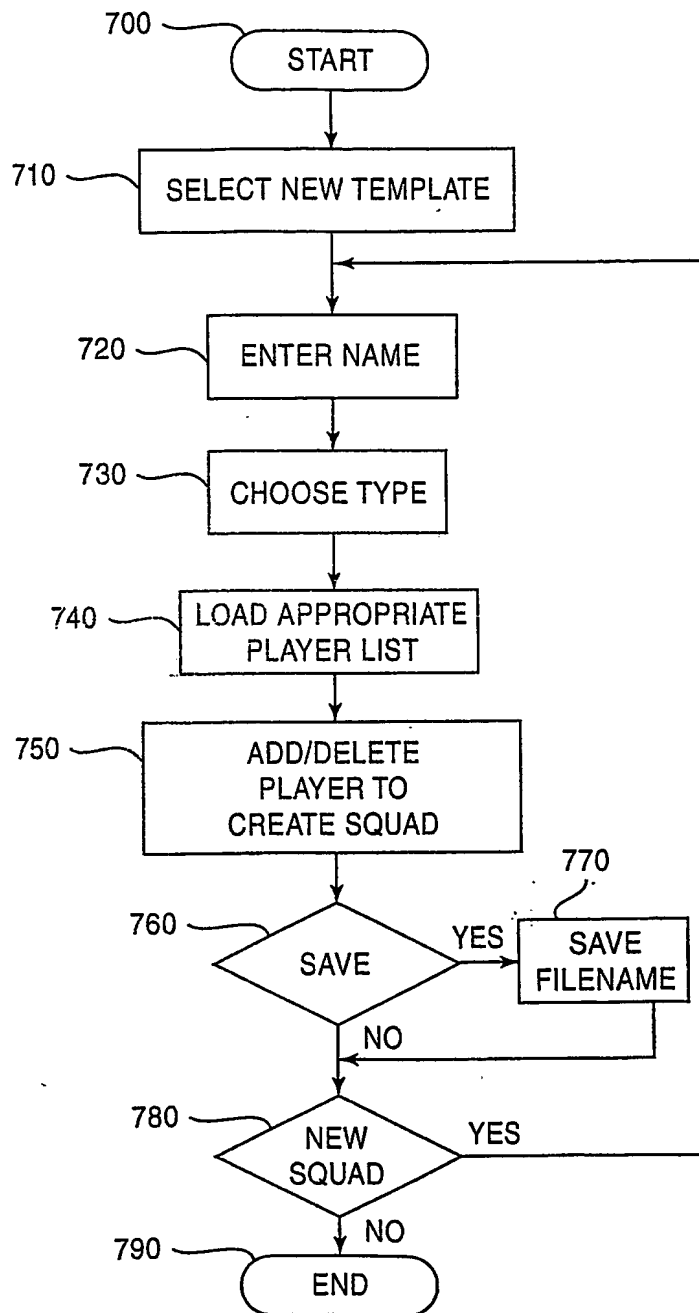 700
START
710
SELECT NEW TEMPLATE
720
ENTER NAME
730
CHOOSE TYPE
740
LOAD APPROPRIATE
PLAYER LIST
750
ADD/DELETE
PLAYER TO
CREATE SQUAD
760
SAVE
YES
770
SAVE
FILENAME
NO
780
NEW
SQUAD
YES
NO
790
END